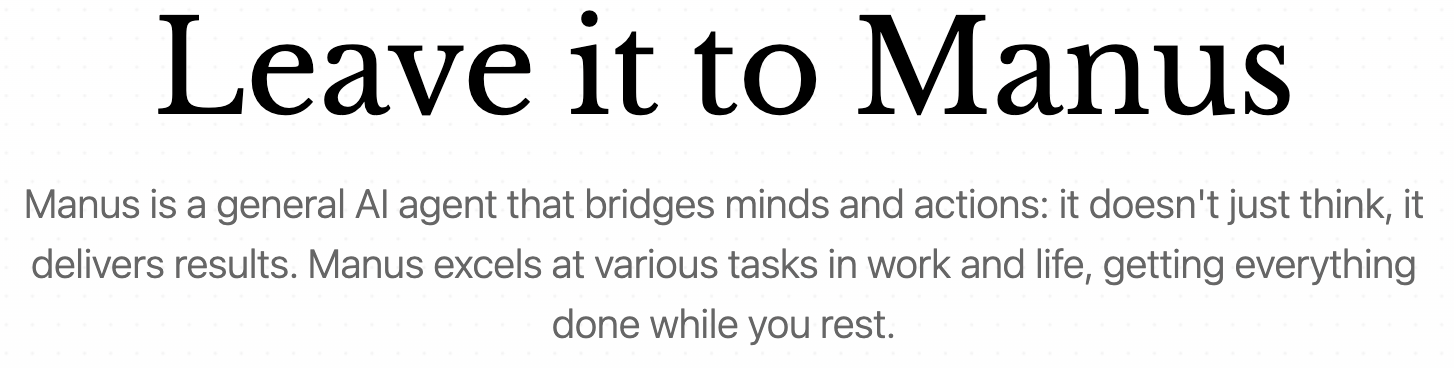 Leave it to Manus
Manus is a general AI agent that bridges minds and actions: it doesn't just think, it
delivers results. Manus excels at various tasks in work and life, getting everything
done while you rest.